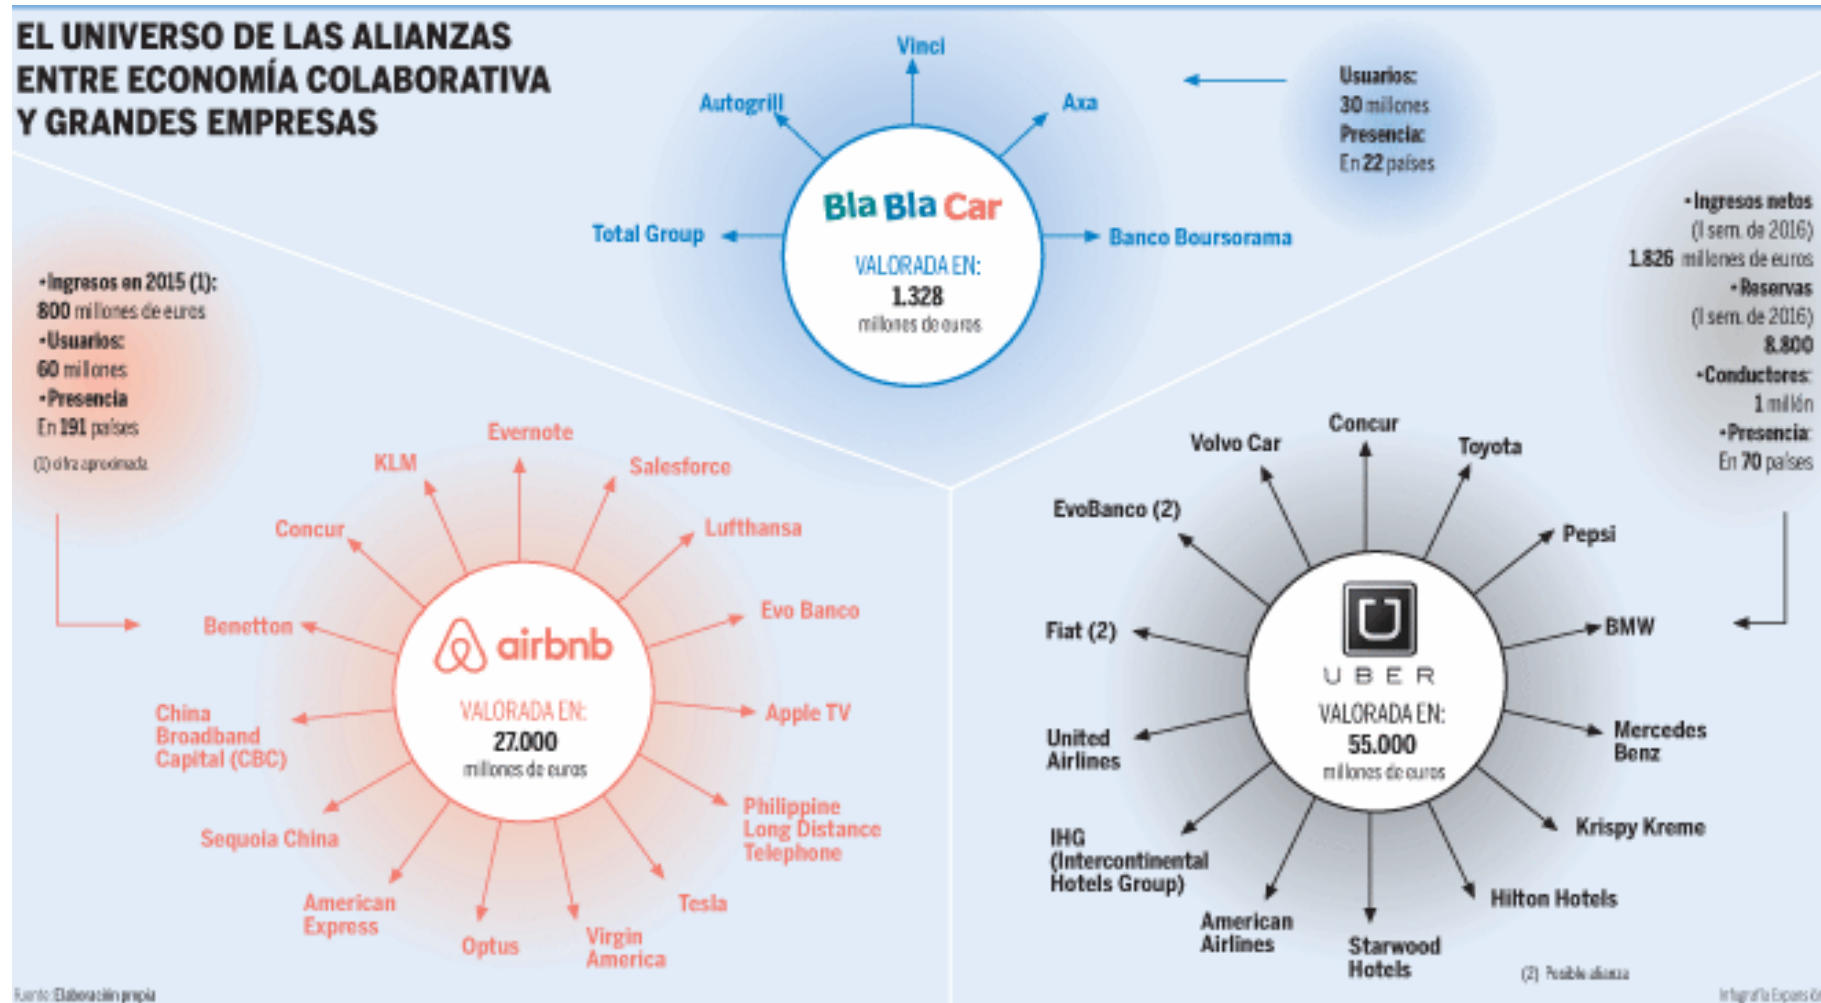 EL UNIVERSO DE LAS ALIANZAS
ENTRE ECONOMÍA COLABORATIVA
Y GRANDES EMPRESAS
Vinci
Autogrill
Axa
Total Group
Banco Boursorama
Bla Bla Car
VALORADA EN:
1.328
millones de euros
Usuarios:
30 millones
Presencia:
En 22 países
•Ingresos en 2015 (1):
800 millones de euros
•Usuarios:
60 millones
•Presencia
En 191 países
(1) cifra aproximada
Evernote
KLM
Salesforce
Concur
Lufthansa
Benetton
Evo Banco
China
Broadband
Capital (CBC)
Apple TV
Sequoia China
Philippine
Long Distance
Telephone
American
Express
Tesla
Optus
Virgin
America
airbnb
VALORADA EN:
27.000
millones de euros
•Ingresos netos
(I sem. de 2016)
1.826 millones de euros
•Reservas
(I sem. de 2016)
8.800
•Conductores:
1 millón
•Presencia:
En 70 países
Concur
Volvo Car
Toyota
EvoBanco (2)
Pepsi
Fiat (2)
BMW
United
Airlines
Mercedes
Benz
IHG
(Intercontinental
Hotels Group)
Krispy Kreme
American
Airlines
Hilton Hotels
Starwood
Hotels
U
UBER
VALORADA EN:
55.000
millones de euros
(2) Posible alianza
Fuente: Elaboración propia
Infografía Expansión